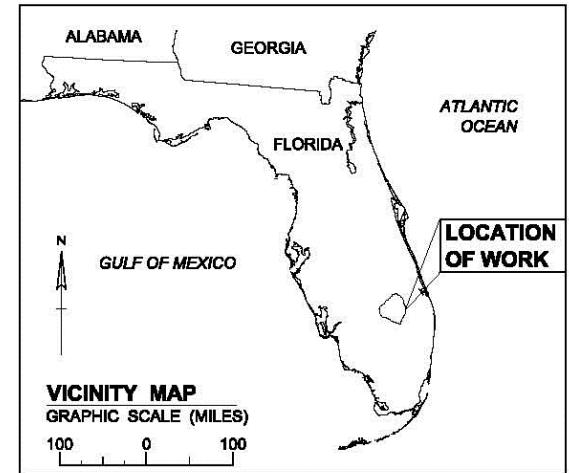 ALABAMA
GEORGIA
ATLANTIC
OCEAN
FLORIDA
LOCATION
OF WORK
N
GULF OF MEXICO
VICINITY MAP
GRAPHIC SCALE (MILES)
100 0 100